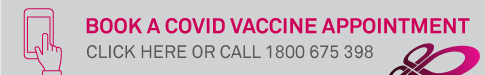 BOOK A COVID VACCINE APPOINTMENT
CLICK HERE OR CALL 1800 675 398